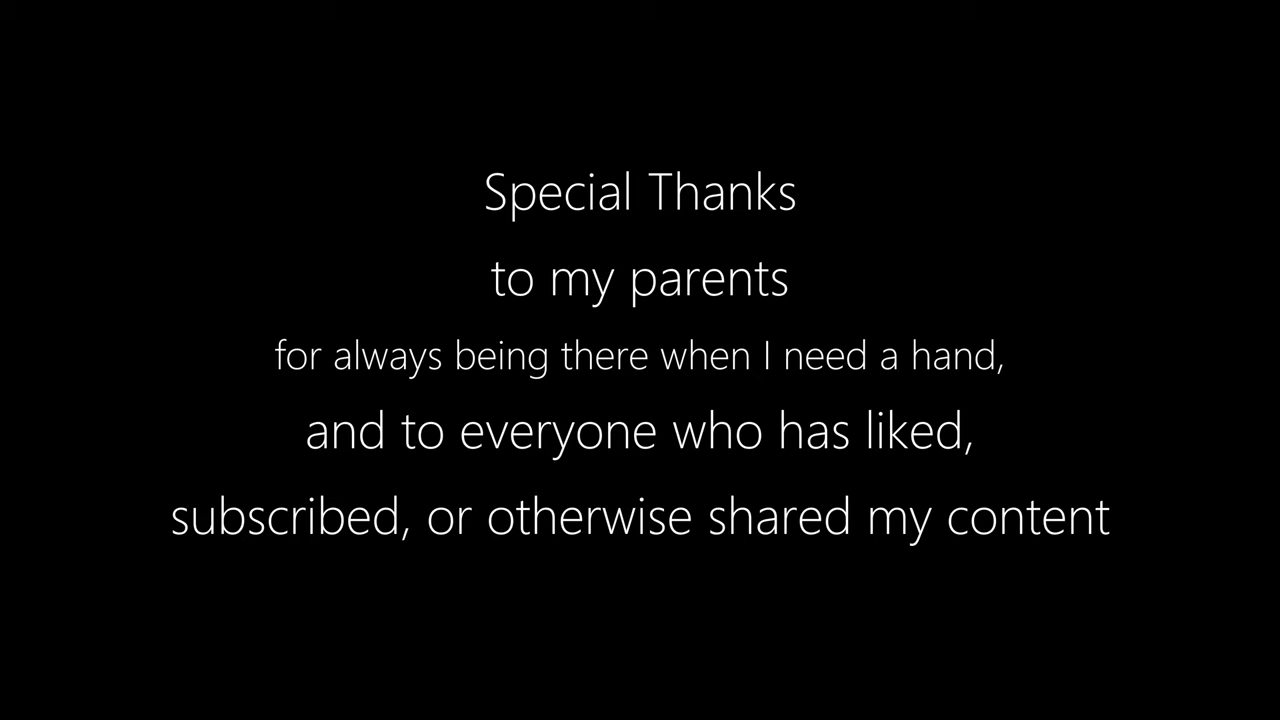 Special Thanks
to my parents
for always being there when I need a hand,
and to everyone who has liked,
subscribed, or otherwise shared my content